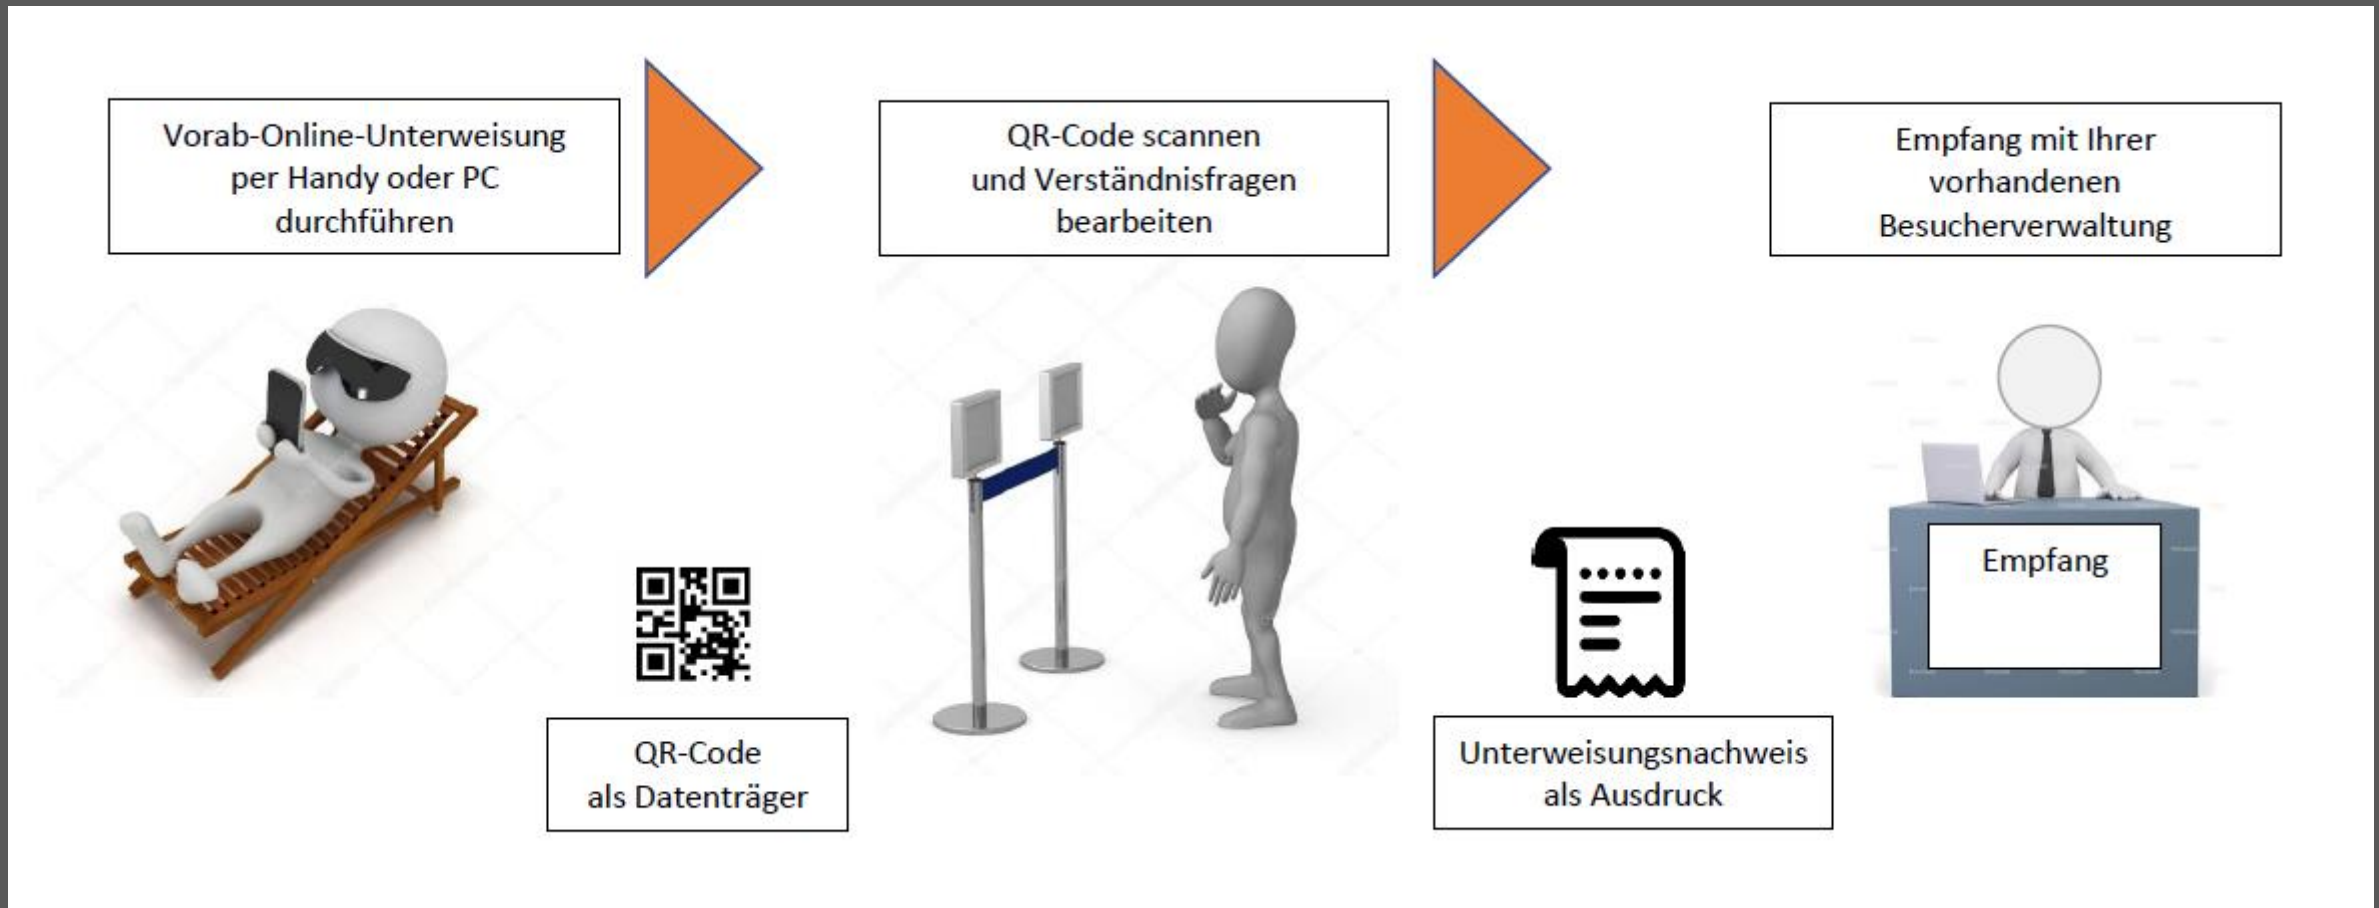 Vorab-Online-Unterweisung
per Handy oder PC
durchführen
QR-Code scannen
und Verständnisfragen
bearbeiten
Empfang mit Ihrer
vorhandenen
Besucherverwaltung
Empfang
QR-Code
als Datenträger
Unterweisungsnachweis
als Ausdruck